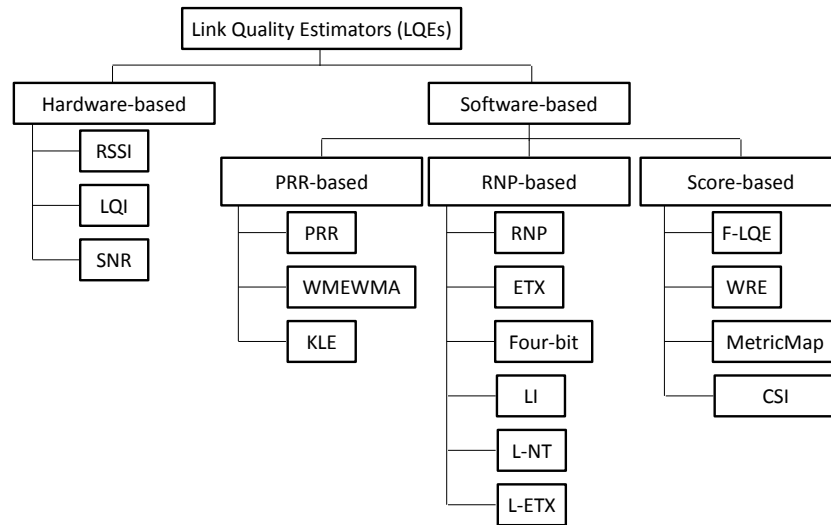 Link Quality Estimators (LQEs)
Hardware-based
Software-based
RSSI
LQI
SNR
PRR-based
RNP-based
Score-based
PRR
WMEWMA
KLE
RNP
ETX
Four-bit
LI
L-NT
L-ETX
F-LQE
WRE
MetricMap
CSI